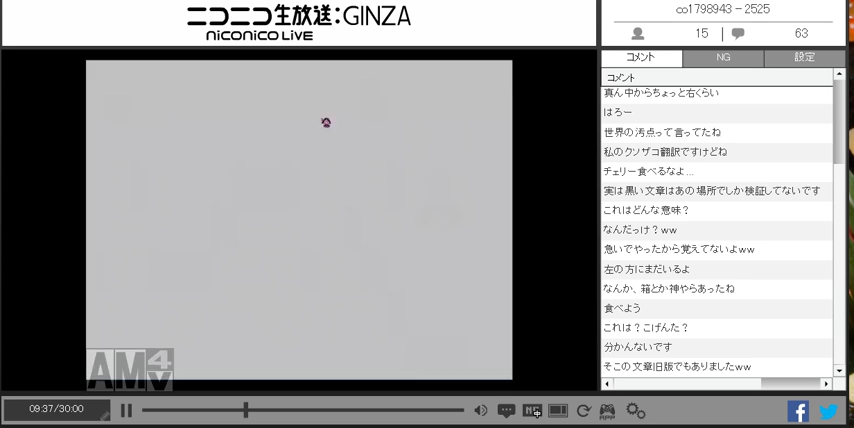 ニコニコ生放送:GINZA
niconico Live
co1798943 - 2525
15
63
コメント
NG
設定
コメント
真ん中からちょっと右くらい
はろー
世界の汚点って言ってたね
私のクソザコ翻訳ですけどね
チェリー食べるなよ...
実は黒い文章はあの場所でしか検証してないです
これはどんな意味？
なんだっけ？ww
急いでやったから覚えてないよww
左の方にまだいるよ
なんか、箱とか神やらあったね
食べよう
これは？こげんた？
分かんないです
そこの文章旧版でもありましたww
AM4V
09:37/30:00